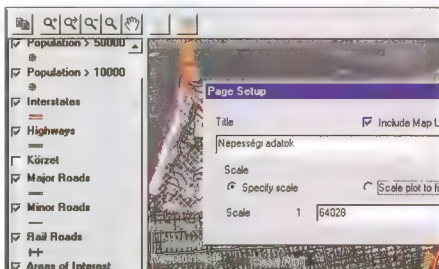 Population > 50000
Population > 10000
Interstates
Highways
Körzet
Major Roads
Minor Roads
Rail Roads
Areas of Interest
Page Setup
Title
Include Map
Népességi adatok
Scale
Specify scale
Scale plot to
Scale 1 64028